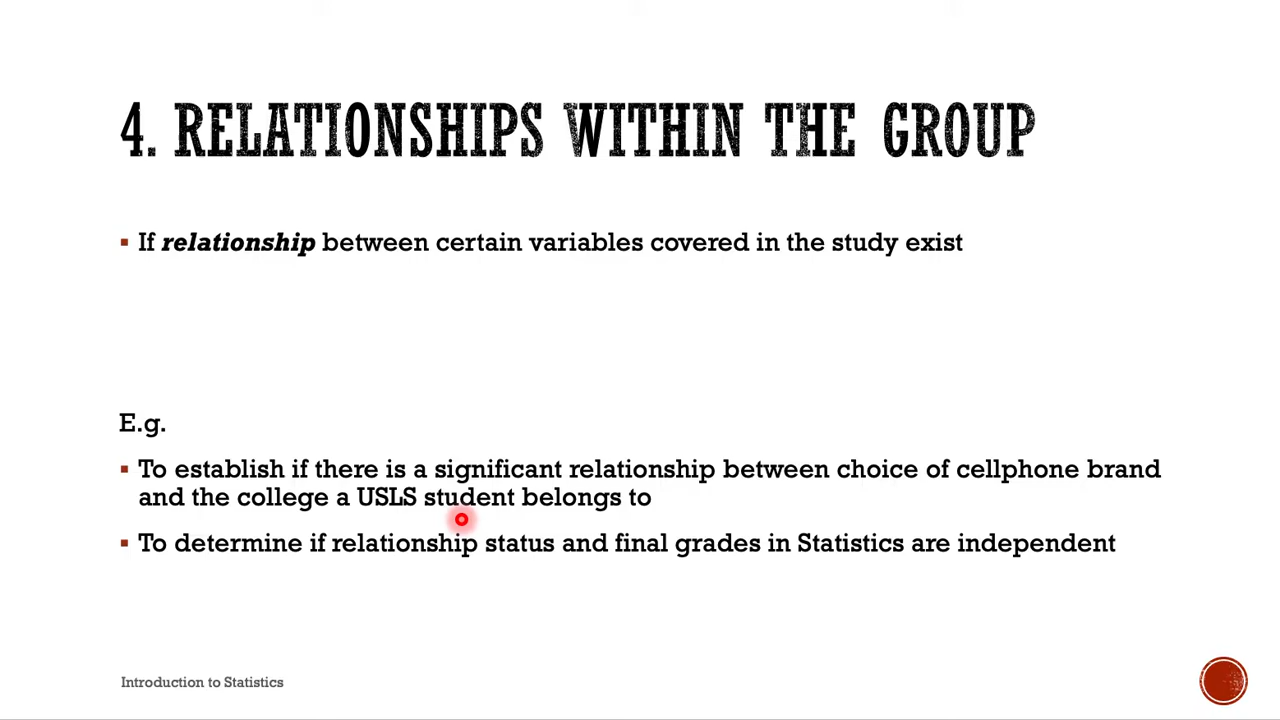 4. RELATIONSHIPS WITHIN THE GROUP
▪ If relationship between certain variables covered in the study exist
E.g.
▪ To establish if there is a significant relationship between choice of cellphone brand
and the college a USLS student belongs to
▪ To determine if relationship status and final grades in Statistics are independent
Introduction to Statistics